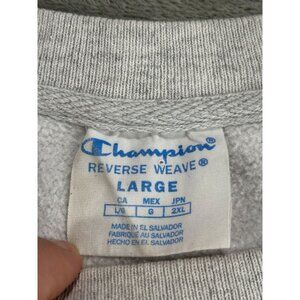 Champion®
REVERSE WEAVE®
LARGE
CA MEX JPN
L/G G 2XL
MADE IN EL SALVADOR
FABRIQUÉ AU SALVADOR
HECHO EN EL SALVADOR